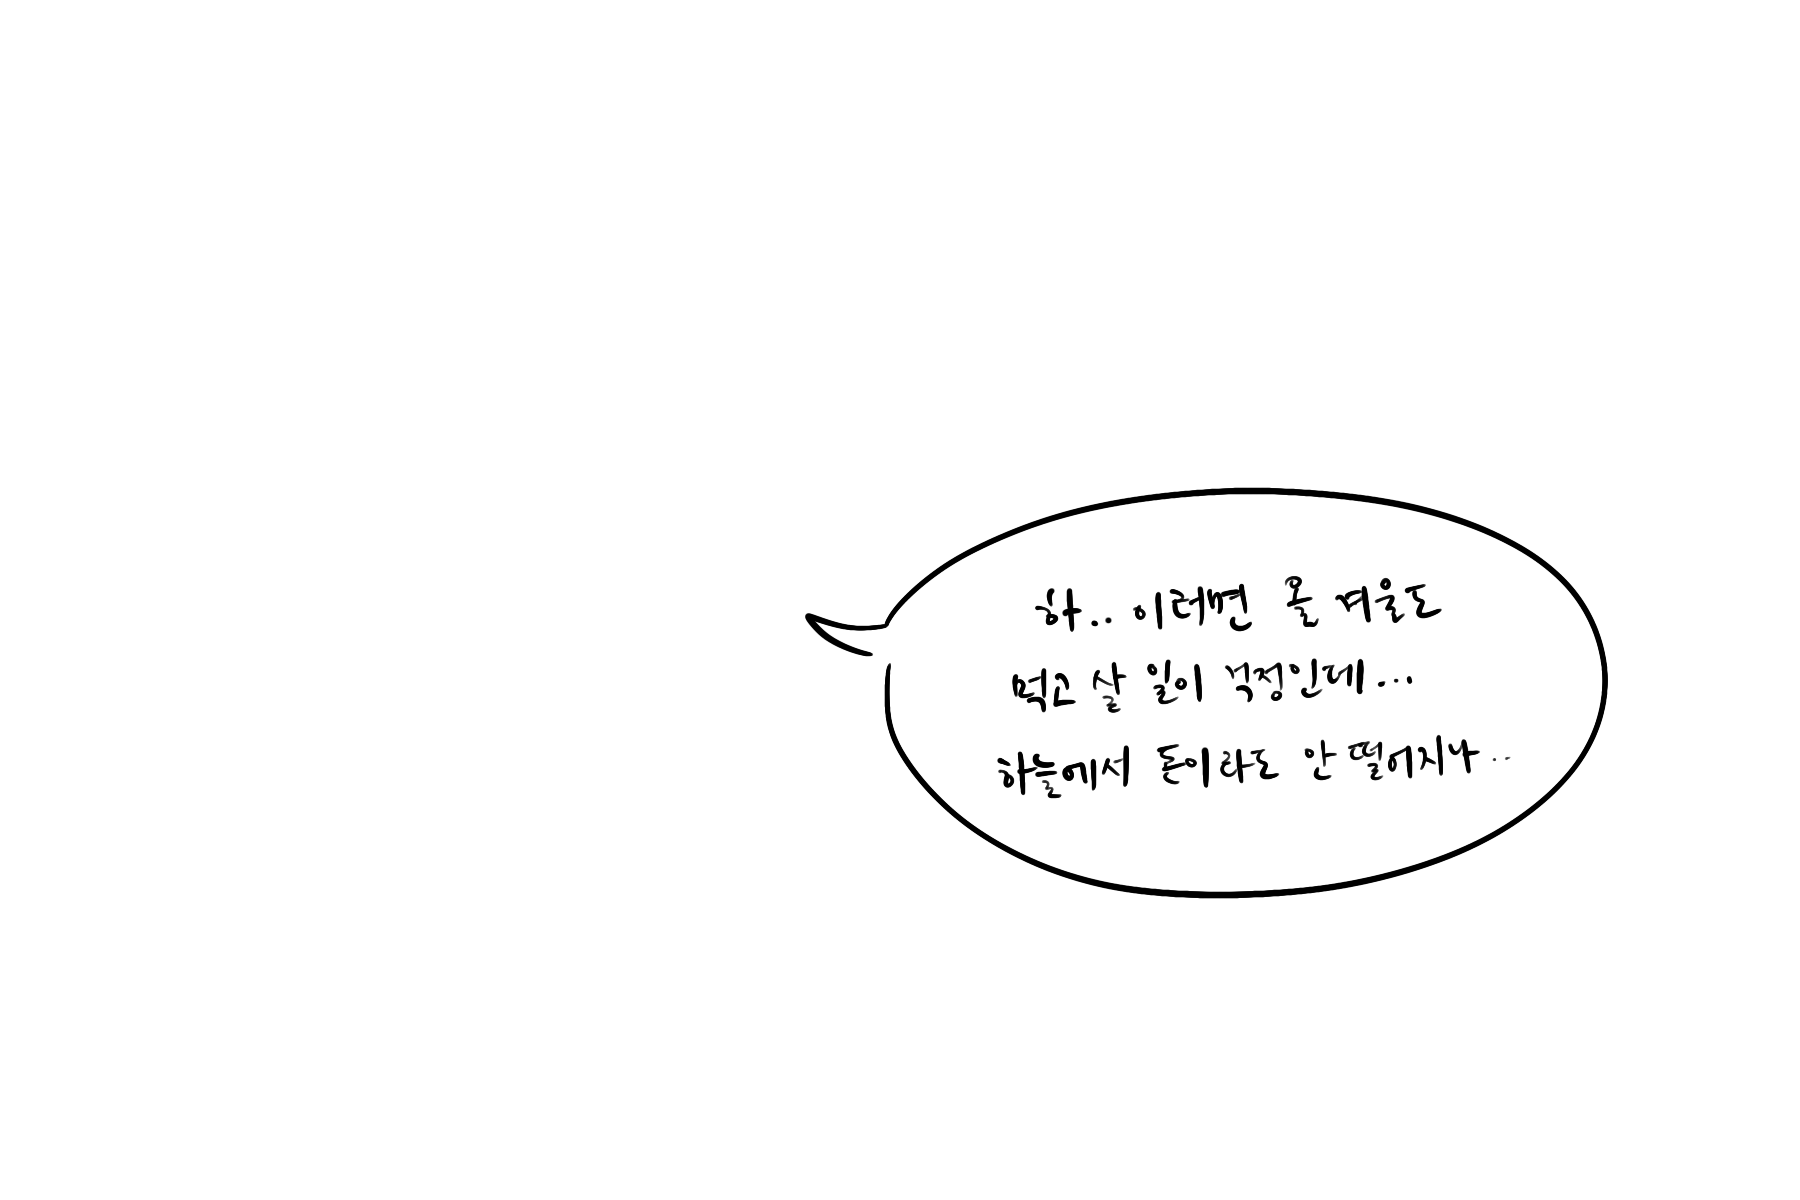 하.. 이러면 올 겨울도
먹고 살 일이 걱정인데...
하늘에서 돈이라도 안 떨어지나..